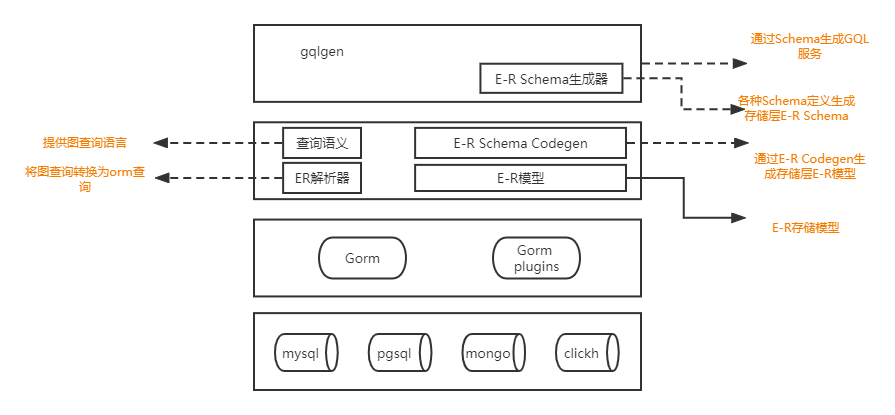 gqlgen
E-R Schema生成器
通过Schema生成GQL
服务
各种Schema定义生成
存储层E-R Schema
提供图查询语言
查询语义
E-R Schema Codegen
通过E-R Codegen生
成存储层E-R模型
将图查询转换为orm查
询
ER解析器
E-R模型
E-R存储模型
Gorm
Gorm
plugins
mysql
pgsql
mongo
clickh